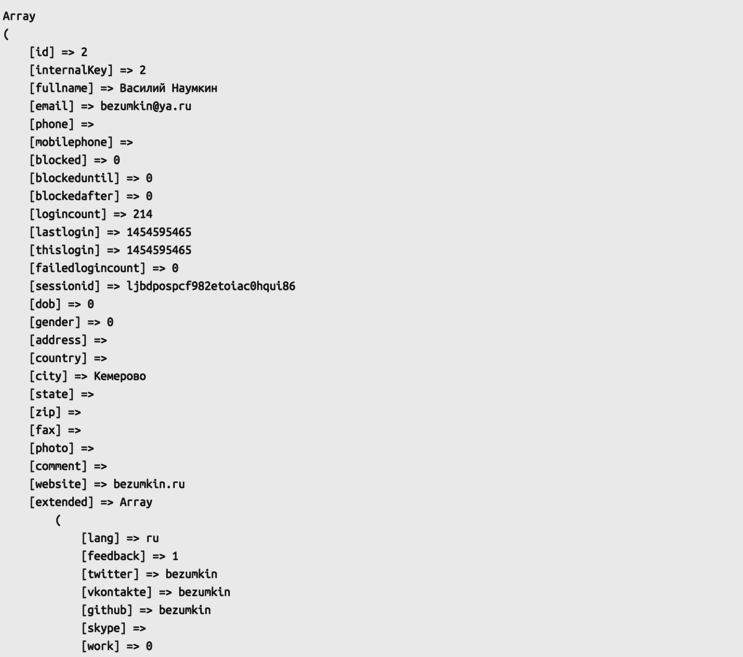 Array
(
[id] => 2
[internalKey] => 2
[fullname] => Василий Наумкин
[email] => bezumkin@ya.ru
[phone] =>
[mobilephone] =>
[blocked] => 0
[blockeduntil] => 0
[blockedafter] => 0
[logincount] => 214
[lastlogin] => 1454595465
[thislogin] => 1454595465
[failedlogincount] => 0
[sessionid] => ljbdpospcf982etoiac0hqui86
[dob] => 0
[gender] => 0
[address] =>
[country] =>
[city] => Кемерово
[state] =>
[zip] =>
[fax] =>
[photo] =>
[comment] =>
[website] => bezumkin.ru
[extended] => Array
(
[lang] => ru
[feedback] => 1
[twitter] => bezumkin
[vkontakte] => bezumkin
[github] => bezumkin
[skype] =>
[work] => 0